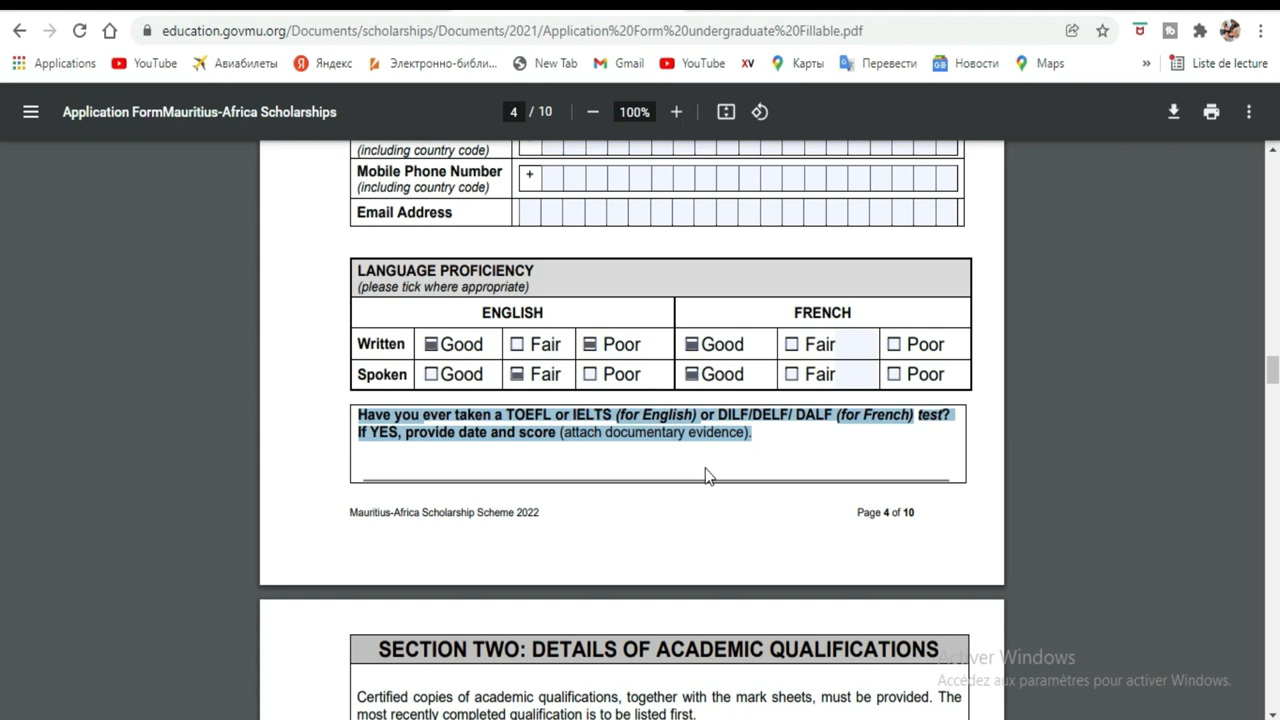 education.govmu.org/Documents/scholarships/Documents/2021/Application%20Form%20undergraduate%20Fillable.pdf
Applications YouTube Авиабилеты Яндекс Электронно-библи... New Tab Gmail YouTube XV Карты Перевести Новости Maps » Liste de lecture
Application FormMauritius-Africa Scholarships 4 / 10 — 100% +
(including country code)
Mobile Phone Number +
(including country code)
Email Address
LANGUAGE PROFICIENCY
(please tick where appropriate)
ENGLISH FRENCH
Written Good Fair Poor Good Fair Poor
Spoken Good Fair Poor Good Fair Poor
Have you ever taken a TOEFL or IELTS (for English) or DILF/DELF/ DALF (for French) test?
If YES, provide date and score (attach documentary evidence).
Mauritius-Africa Scholarship Scheme 2022 Page 4 of 10
SECTION TWO: DETAILS OF ACADEMIC QUALIFICATIONS
Activer Windows
Accédez aux paramètres pour activer Windows.
Certified copies of academic qualifications, together with the mark sheets, must be provided. The
most recently completed qualification is to be listed first.